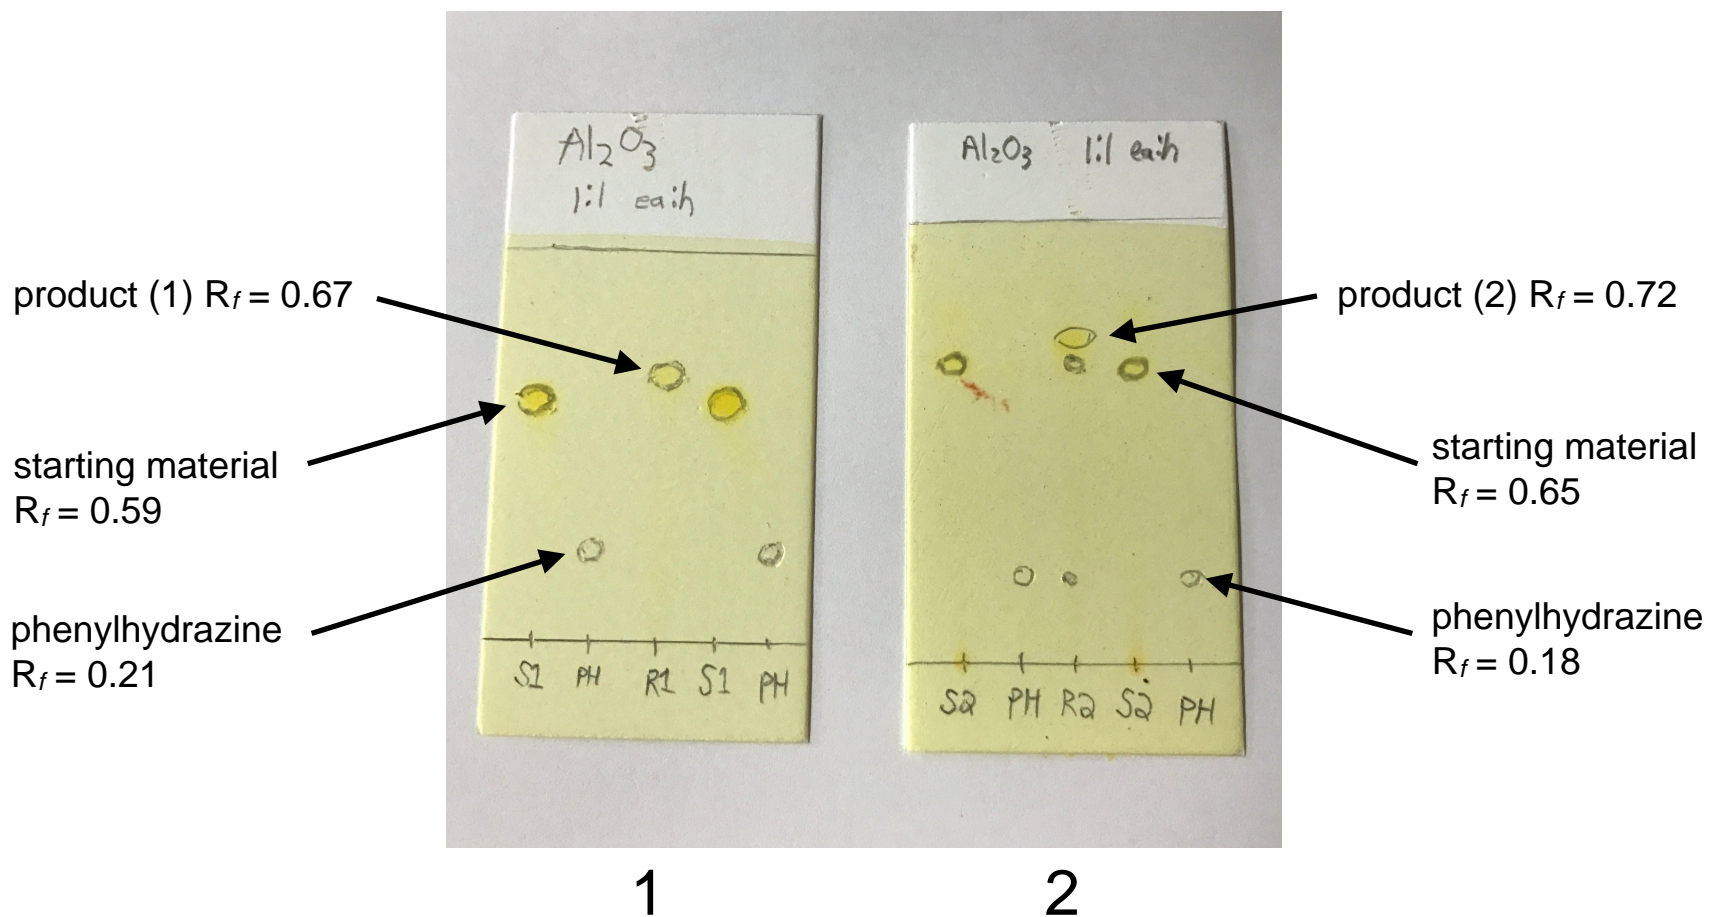 Al2O3
1:1 each
Al2O3 1:1 each
product (1) Rf = 0.67
product (2) Rf = 0.72
starting material
Rf = 0.59
starting material
Rf = 0.65
phenylhydrazine
Rf = 0.21
phenylhydrazine
Rf = 0.18
S1 PH R1 S1 PH
S2 PH R2 S2 PH
1
2